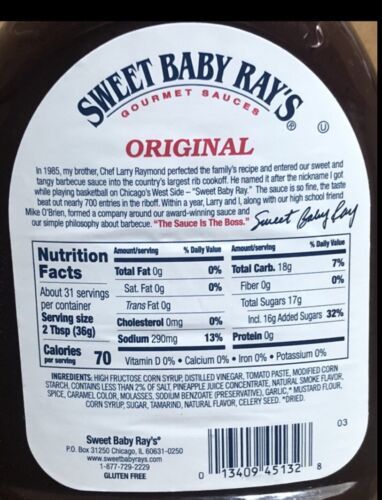 SWEET BABY RAY'S
GOURMET SAUCES
® U
ORIGINAL
In 1985, my brother, Chef Larry Raymond perfected the family's recipe and entered our sweet and
tangy barbecue sauce into the country's largest rib cookoff. He named it after the nickname I got
while playing basketball on Chicago's West Side – "Sweet Baby Ray." The sauce is so fine, the taste
beat out nearly 700 entries in the riboff. Within a year, Larry and I, along with our high school friend
Mike O'Brien, formed a company around our award-winning sauce and
our simple philosophy about barbecue: "The Sauce Is The Boss."
Sweet Baby Ray
Nutrition
Facts
About 31 servings
per container
Serving size
2 Tbsp (36g)
Calories 70
per serving
Amount/serving % Daily Value
Total Fat 0g 0%
Sat. Fat 0g 0%
Trans Fat 0g
Cholesterol 0mg 0%
Sodium 290mg 13%
Amount/serving % Daily Value
Total Carb. 18g 7%
Fiber 0g 0%
Total Sugars 17g
Incl. 16g Added Sugars 32%
Protein 0g
Vitamin D 0% • Calcium 0% • Iron 0% • Potassium 0%
INGREDIENTS: HIGH FRUCTOSE CORN SYRUP, DISTILLED VINEGAR, TOMATO PASTE, MODIFIED CORN
STARCH, CONTAINS LESS THAN 2% OF SALT, PINEAPPLE JUICE CONCENTRATE, NATURAL SMOKE FLAVOR,
SPICE, CARAMEL COLOR, MOLASSES, SODIUM BENZOATE (PRESERVATIVE), GARLIC,* MUSTARD FLOUR,
CORN SYRUP, SUGAR, TAMARIND, NATURAL FLAVOR, CELERY SEED. *DRIED.
03
Sweet Baby Ray's®
P.O. Box 31250 Chicago, IL 60631-0250
www.sweetbabyrays.com
1-877-729-2229
GLUTEN FREE
0 13409 45132 8